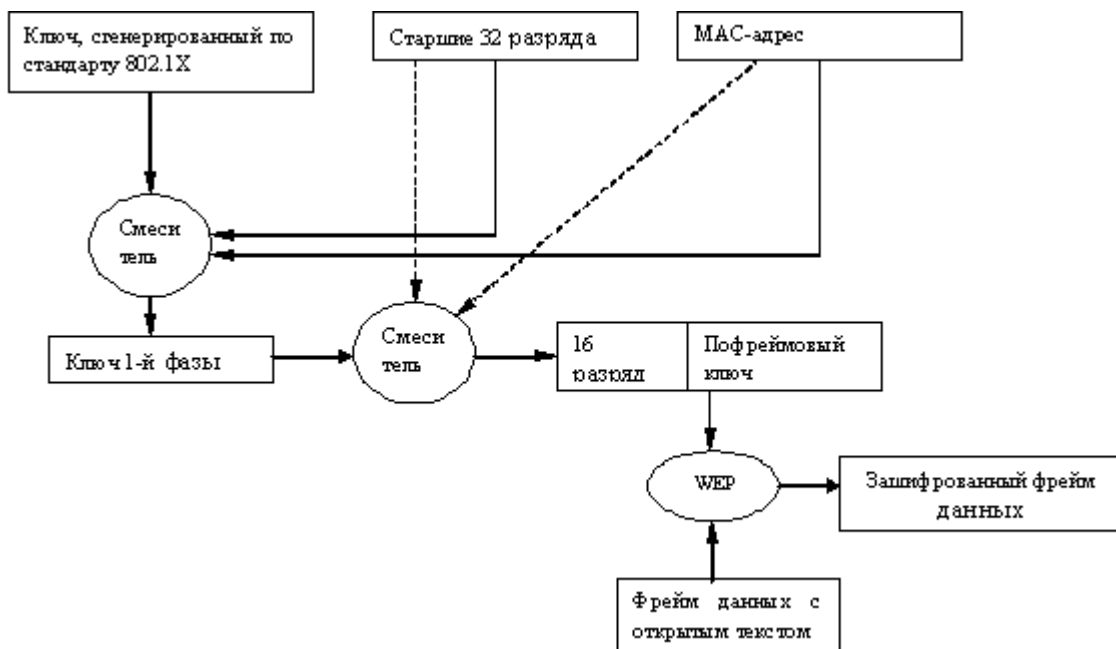 Ключ, сгенерированный по
стандарту 802.1X
Старшие 32 разряда
MAC-адрес
Смеси
тель
Ключ 1-й фазы
Смеси
тель
16
разряд
Пофреймовый
ключ
WEP
Зашифрованный фрейм
данных
Фрейм данных с
открытым текстом